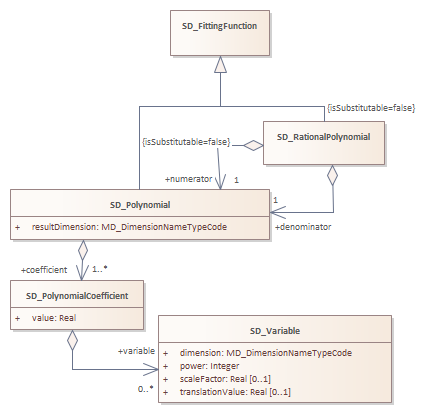 SD_FittingFunction
{isSubstitutable=false}
{isSubstitutable=false}
SD_RationalPolynomial
+numerator
1
SD_Polynomial
+ resultDimension: MD_DimensionNameTypeCode
1
+denominator
+coefficient
1..*
SD_PolynomialCoefficient
+ value: Real
+variable
0..*
SD_Variable
+ dimension: MD_DimensionNameTypeCode
+ power: Integer
+ scaleFactor: Real [0..1]
+ translationValue: Real [0..1]